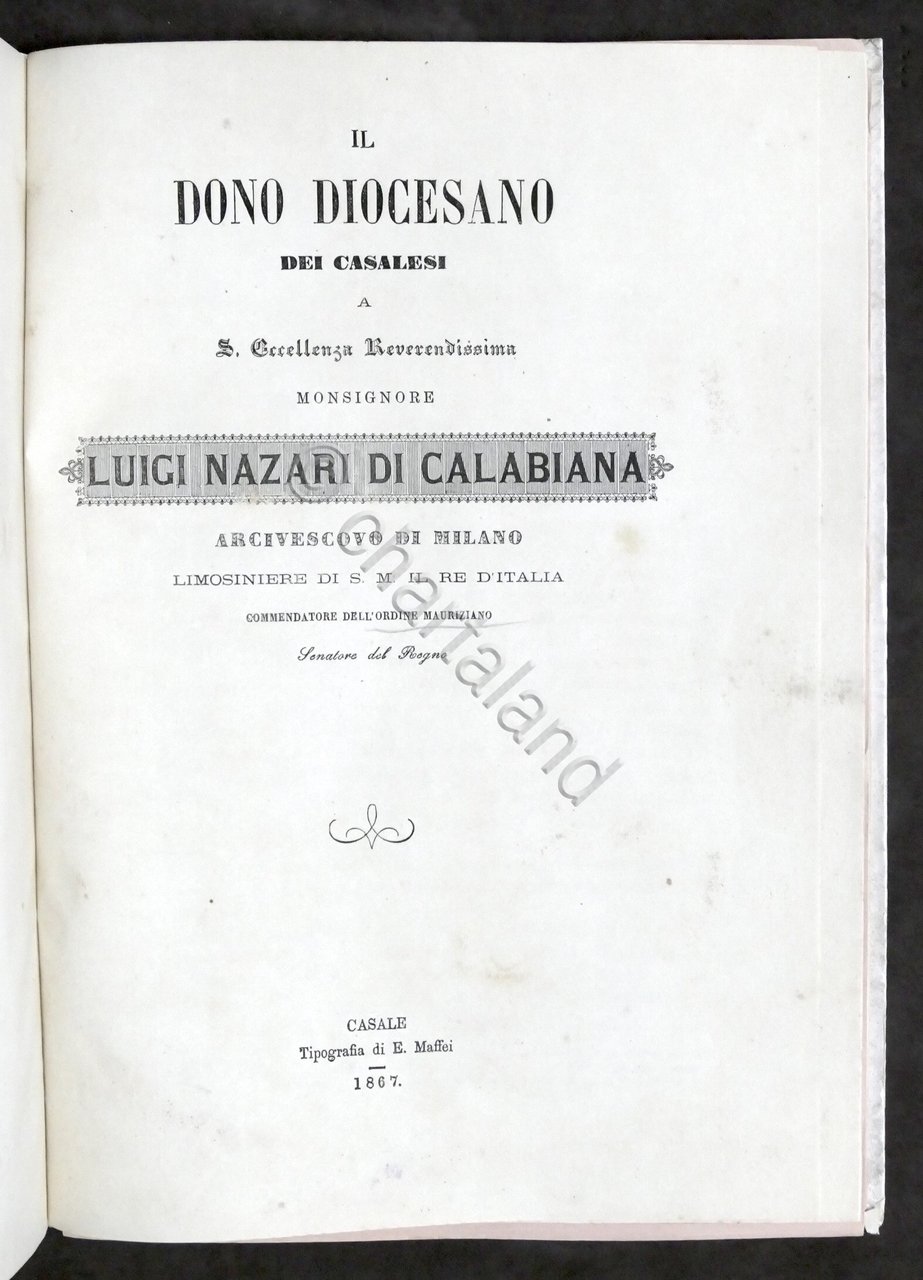 IL
DONO DIOCESANO
DEI CASALESI
A
S. Eccellenza Reverendissima
MONSIGNORE
LUIGI NAZARI DI CALABIANA
ARCIVESCOVO DI MILANO
LIMOSINIERE DI S. M. IL RE D'ITALIA
COMMENDATORE DELL'ORDINE MAURIZIANO
Senatore del Regno
© chartaland
CASALE
Tipografia di E. Maffei
1867.